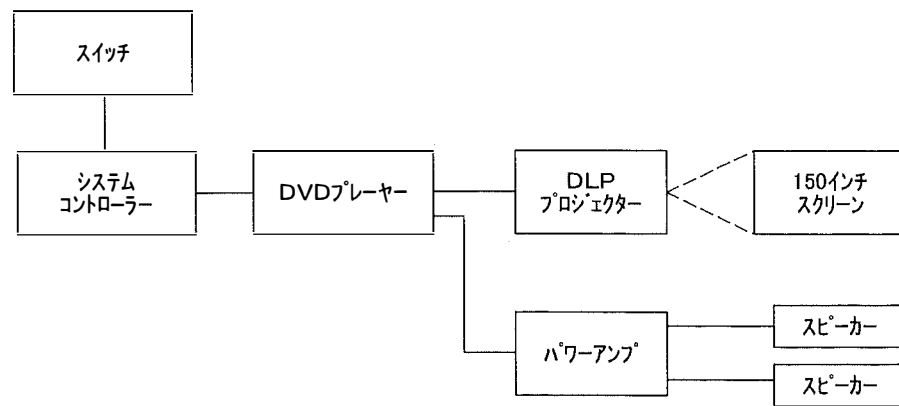 スイッチ
システム
コントローラー
DVDプレーヤー
DLP
プロジェクター
150インチ
スクリーン
パワーアンプ
スピーカー
スピーカー